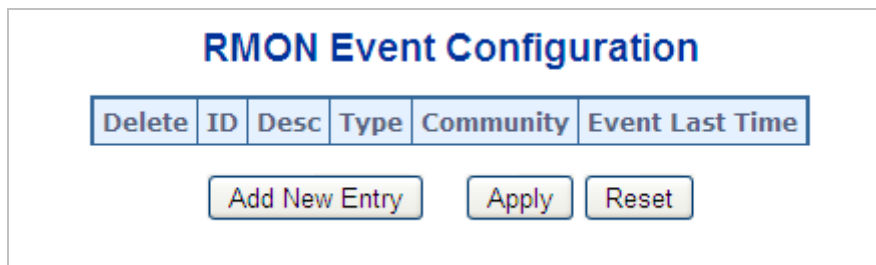 RMON Event Configuration
Delete ID Desc Type Community Event Last Time
Add New Entry Apply Reset